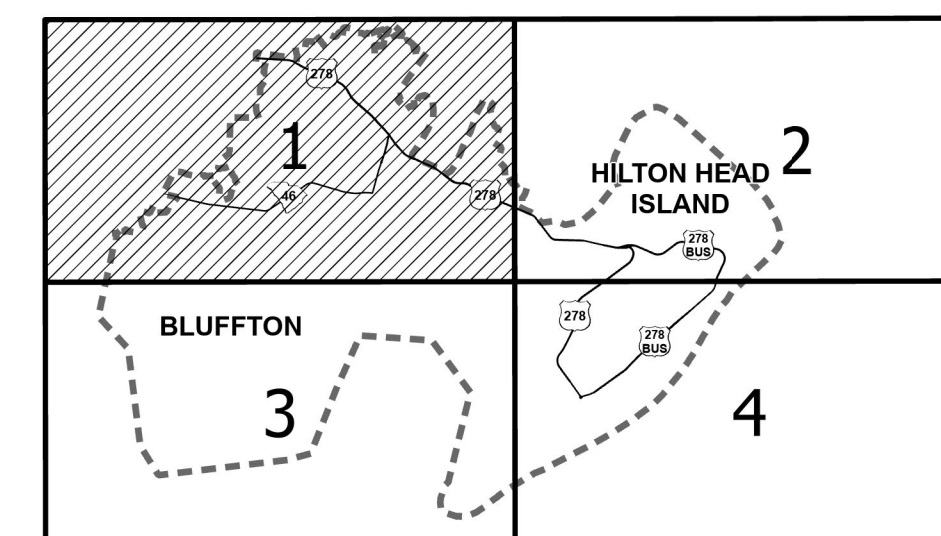 278
1
46
278
2
HILTON HEAD
ISLAND
278
BUS
BLUFFTON
278
278
BUS
3
4